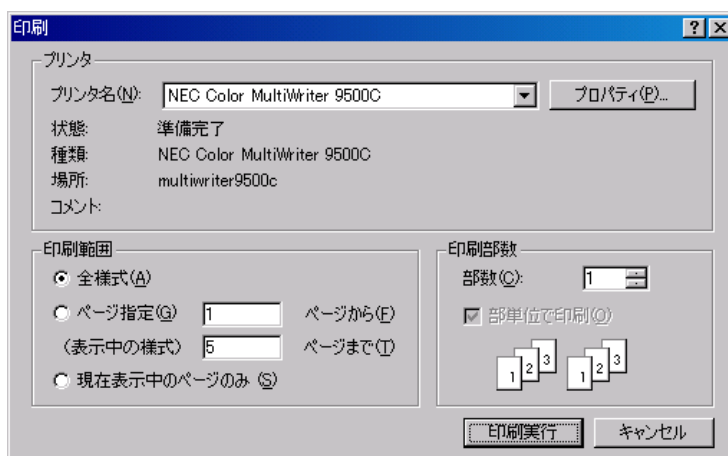 印刷
プリンタ
プリンタ名(N): NEC Color MultiWriter 9500C プロパティ(P)...
状態: 準備完了
種類: NEC Color MultiWriter 9500C
場所: multiwriter9500c
コメント:
印刷範囲
全様式(A)
ページ指定(G) 1 ページから(F)
(表示中の様式) 5 ページまで(T)
現在表示中のページのみ (S)
印刷部数
部数(C): 1
部単位で印刷(O)
1 2 3 1 2 3
印刷実行 キャンセル